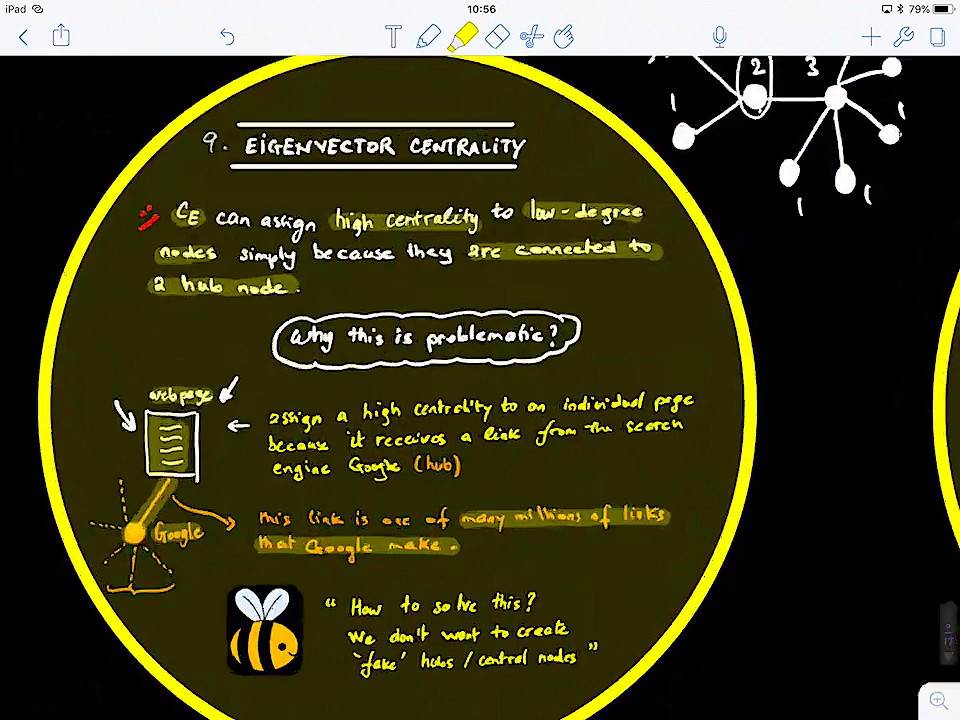 iPad
10:56
79%
T
2
3
1
1
1
1
9. EIGENVECTOR CENTRALITY
CE can assign high centrality to low-degree
nodes simply because they are connected to
a hub node.
Why this is problematic?
webpage
assign a high centrality to an individual page
because it receives a link from the search
engine Google (hub)
Google
this link is one of many millions of links
that Google make.
" How to solve this?
We don't want to create
'fake' hubs / central nodes "